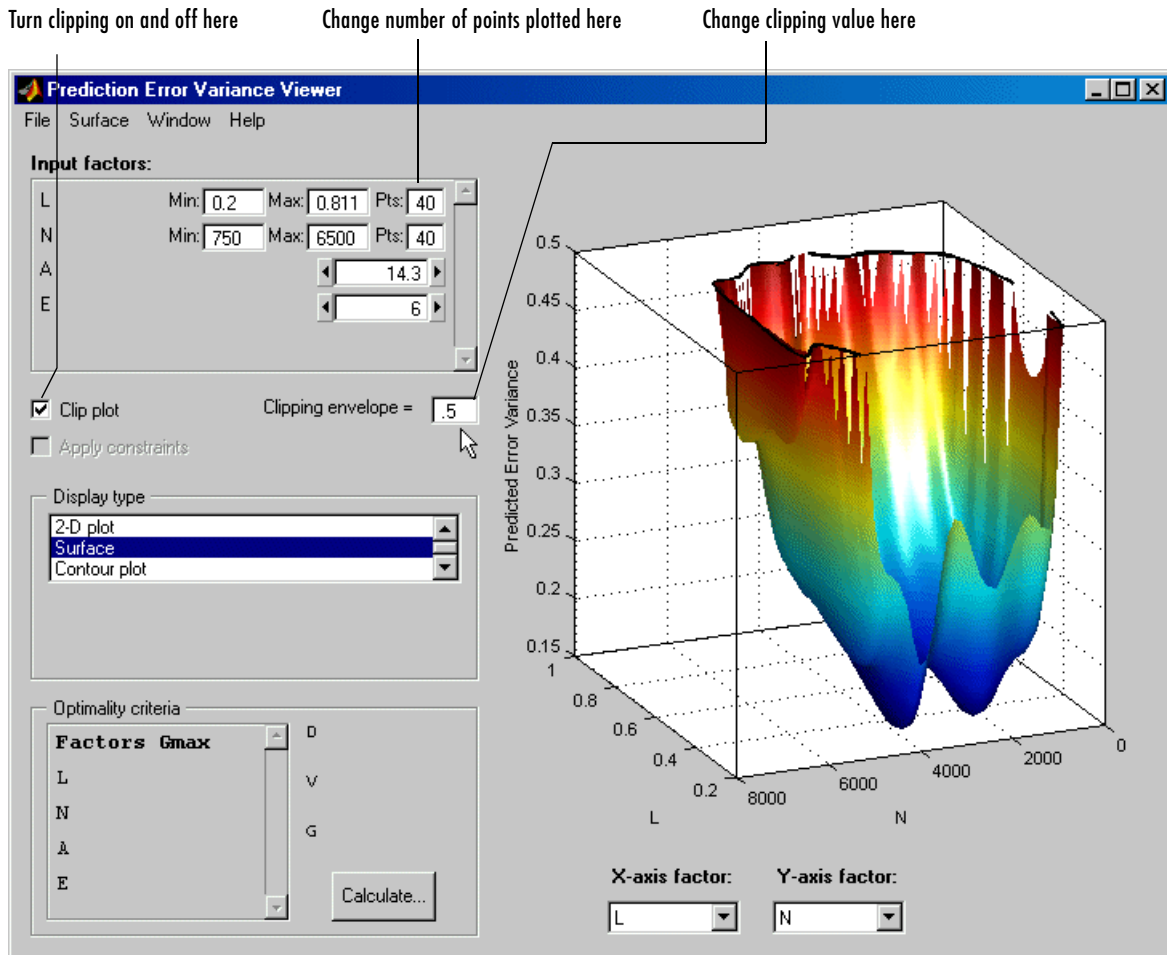 Turn clipping on and off here
Change number of points plotted here
Change clipping value here
Prediction Error Variance Viewer
File Surface Window Help
Input factors:
L Min: 0.2 Max: 0.811 Pts: 40
N Min: 750 Max: 6500 Pts: 40
A 14.3
E 6
Clip plot
Clipping envelope = .5
Apply constraints
Display type
2-D plot
Surface
Contour plot
Optimality criteria
Factors Gmax
L
N
A
E
D
V
G
Calculate...
Predicted Error Variance
0.5
0.45
0.4
0.35
0.3
0.25
0.2
0.15
1
0.8
0.6
0.4
0.2
L
8000
6000
4000
2000
0
N
X-axis factor:
L
Y-axis factor:
N